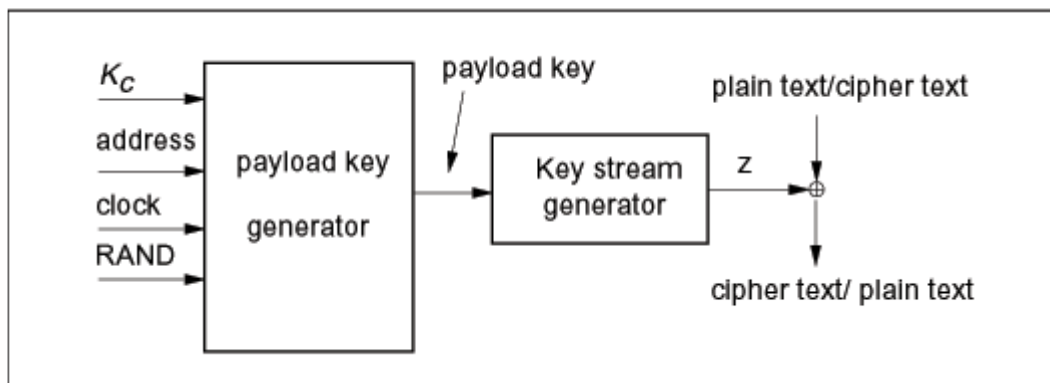 K_C
address
clock
RAND
payload key
generator
payload key
Key stream
generator
z
plain text/cipher text
cipher text/ plain text